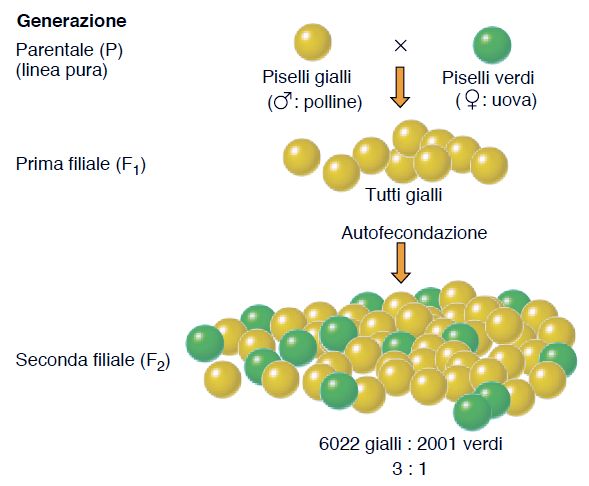 Generazione
Parentale (P)
(linea pura)
×
Piselli gialli
(♂: polline)
Piselli verdi
(♀: uova)
Prima filiale (F1)
Tutti gialli
Autofecondazione
Seconda filiale (F2)
6022 gialli : 2001 verdi
3 : 1